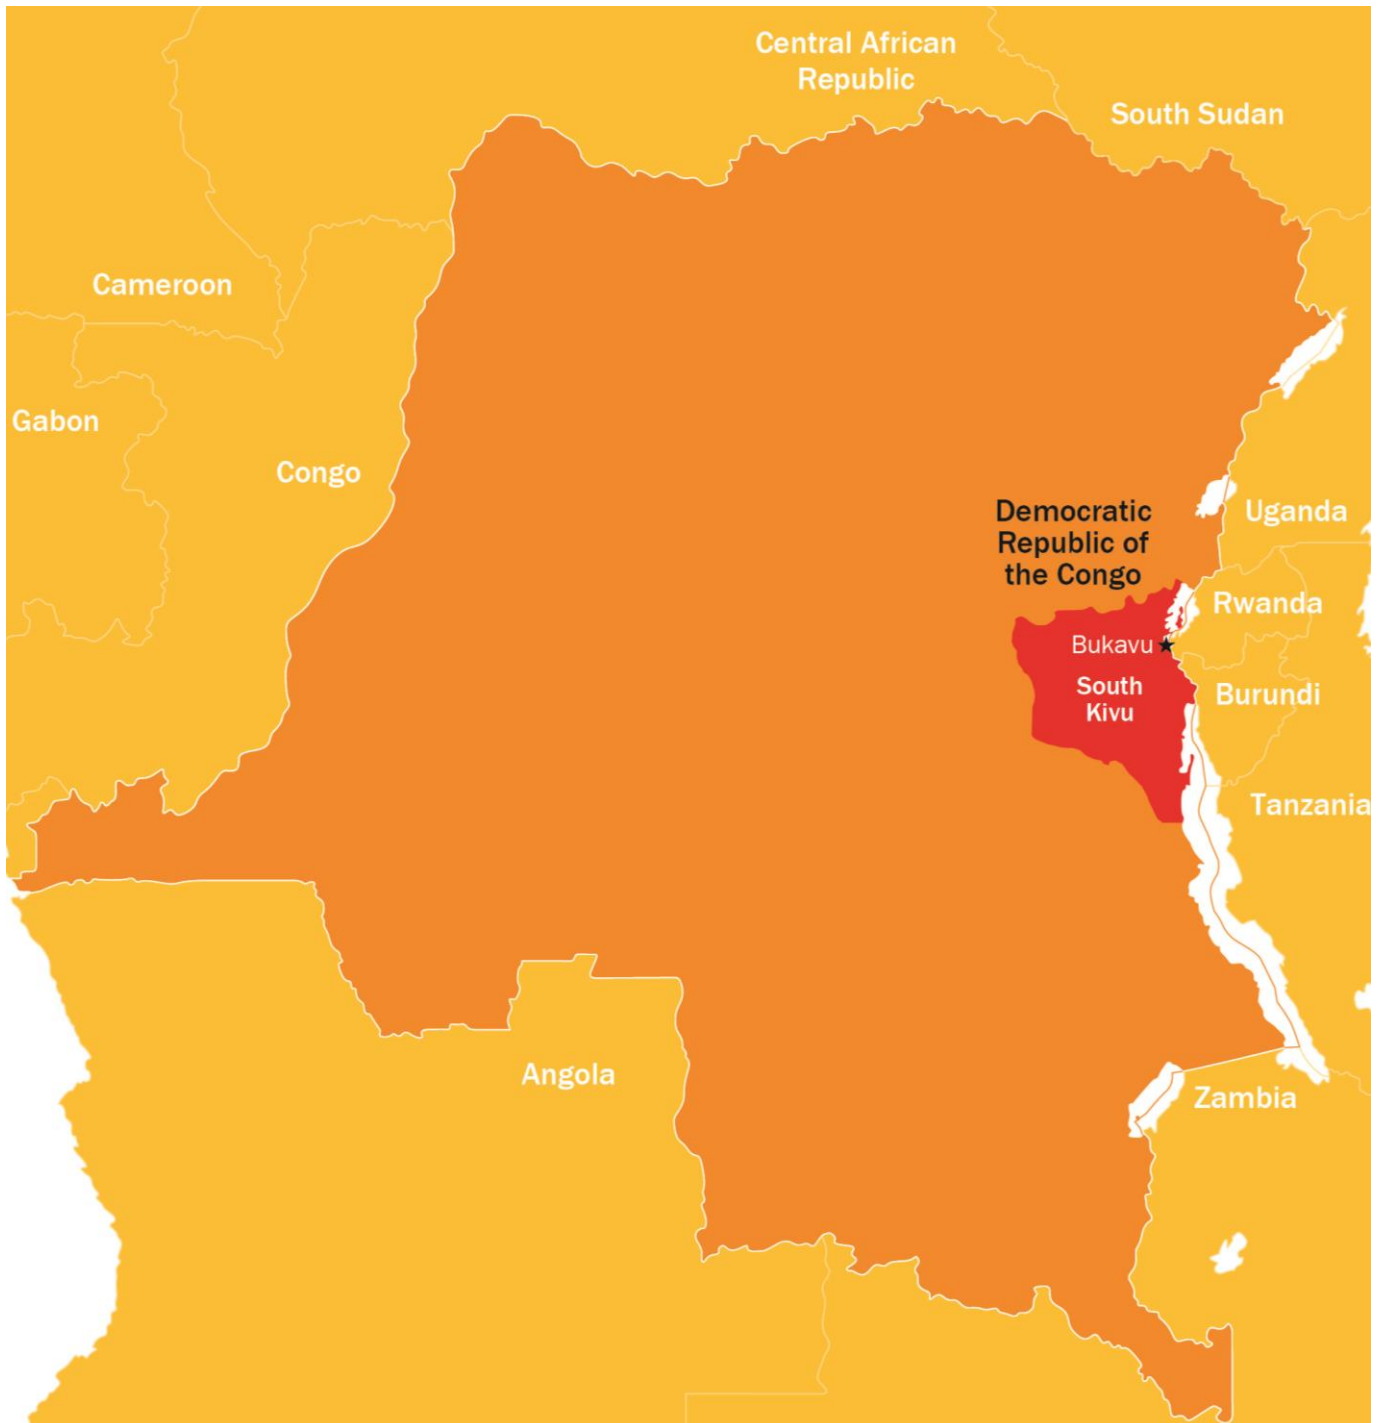 Central African
Republic
South Sudan
Cameroon
Gabon
Congo
Democratic
Republic of
the Congo
Uganda
Rwanda
Bukavu
South
Kivu
Burundi
Tanzania
Angola
Zambia